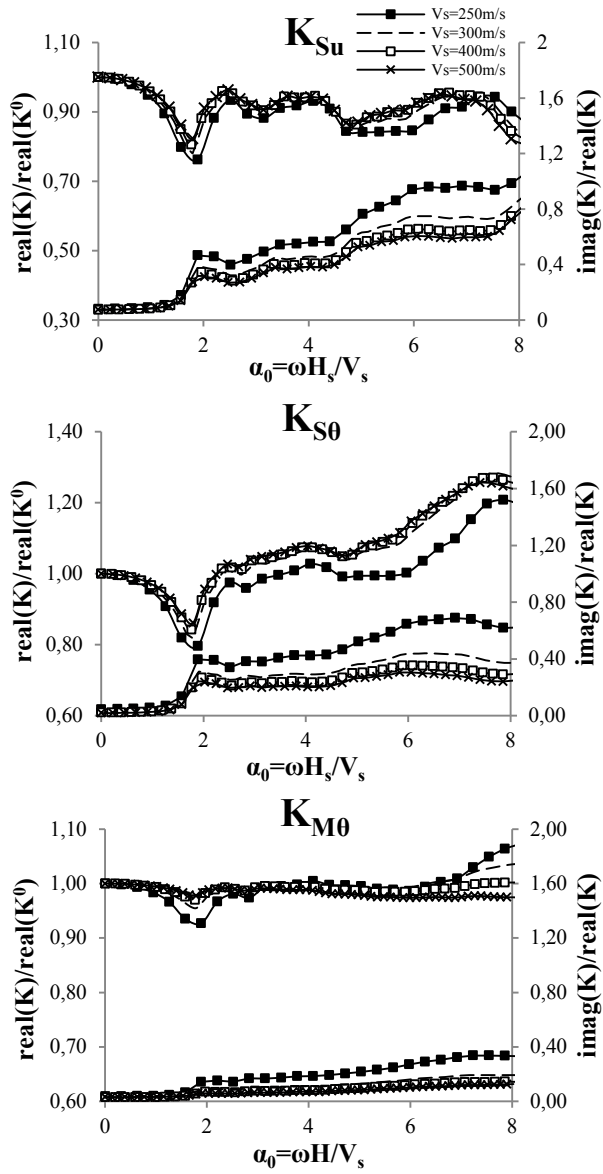 K_Su
Vs=250m/s
Vs=300m/s
Vs=400m/s
Vs=500m/s
real(K)/real(K⁰)
1,10
0,90
0,70
0,50
0,30
2
1.6
1.2
0.8
0.4
0
imag(K)/real(K)
0 2 4 6 8
α₀=ωH_s/V_s
K_Sθ
real(K)/real(K⁰)
1,40
1,20
1,00
0,80
0,60
2,00
1,60
1,20
0,80
0,40
0,00
imag(K)/real(K)
0 2 4 6 8
α₀=ωH_s/V_s
K_Mθ
real(K)/real(K⁰)
1,10
1,00
0,90
0,80
0,70
0,60
2,00
1,60
1,20
0,80
0,40
0,00
imag(K)/real(K)
0 2 4 6 8
α₀=ωH/V_s